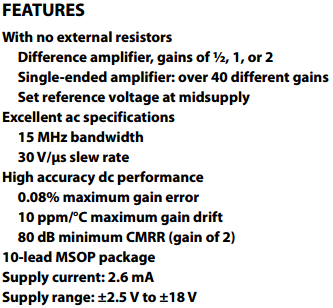 FEATURES
With no external resistors
Difference amplifier, gains of ½, 1, or 2
Single-ended amplifier: over 40 different gains
Set reference voltage at midsupply
Excellent ac specifications
15 MHz bandwidth
30 V/µs slew rate
High accuracy dc performance
0.08% maximum gain error
10 ppm/°C maximum gain drift
80 dB minimum CMRR (gain of 2)
10-lead MSOP package
Supply current: 2.6 mA
Supply range: ±2.5 V to ±18 V